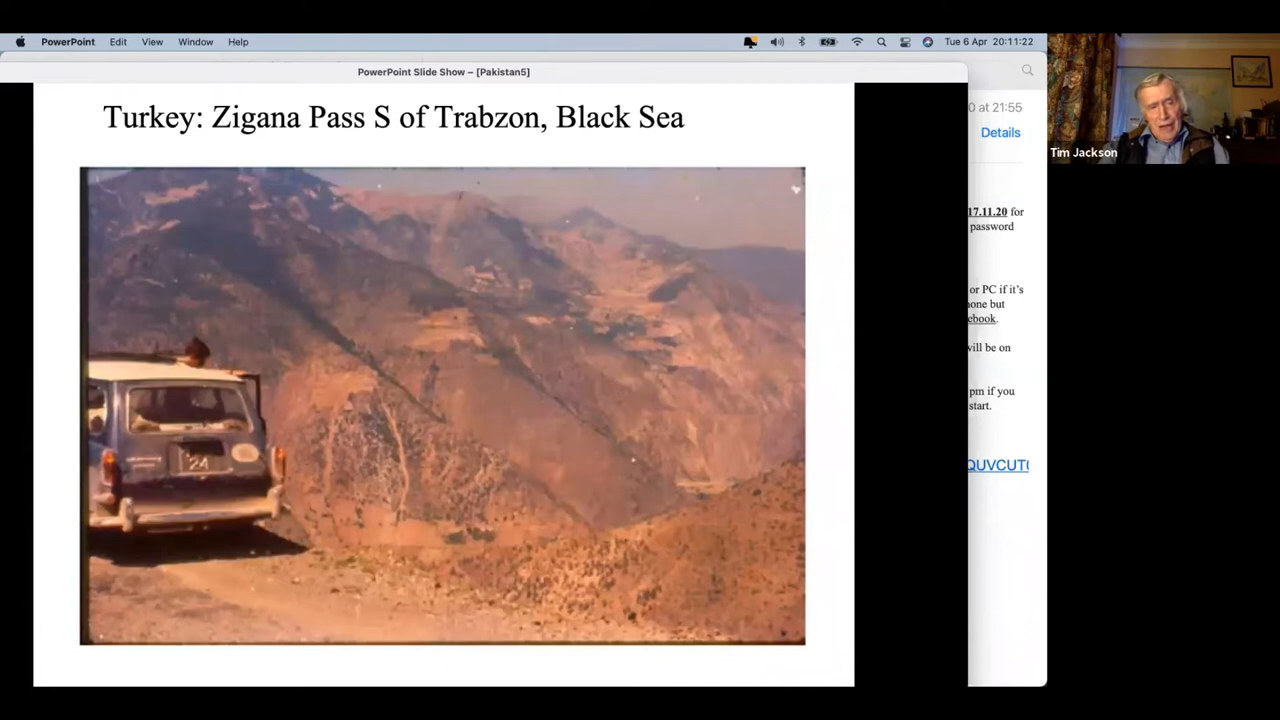 PowerPoint Edit View Window Help Tue 6 Apr 20:11:22
PowerPoint Slide Show – [Pakistan5]
Turkey: Zigana Pass S of Trabzon, Black Sea
24
0 at 21:55
Details
17.11.20 for
password
or PC if it's
one but
ebook.
will be on
pm if you
start.
QUVCUT
Tim Jackson